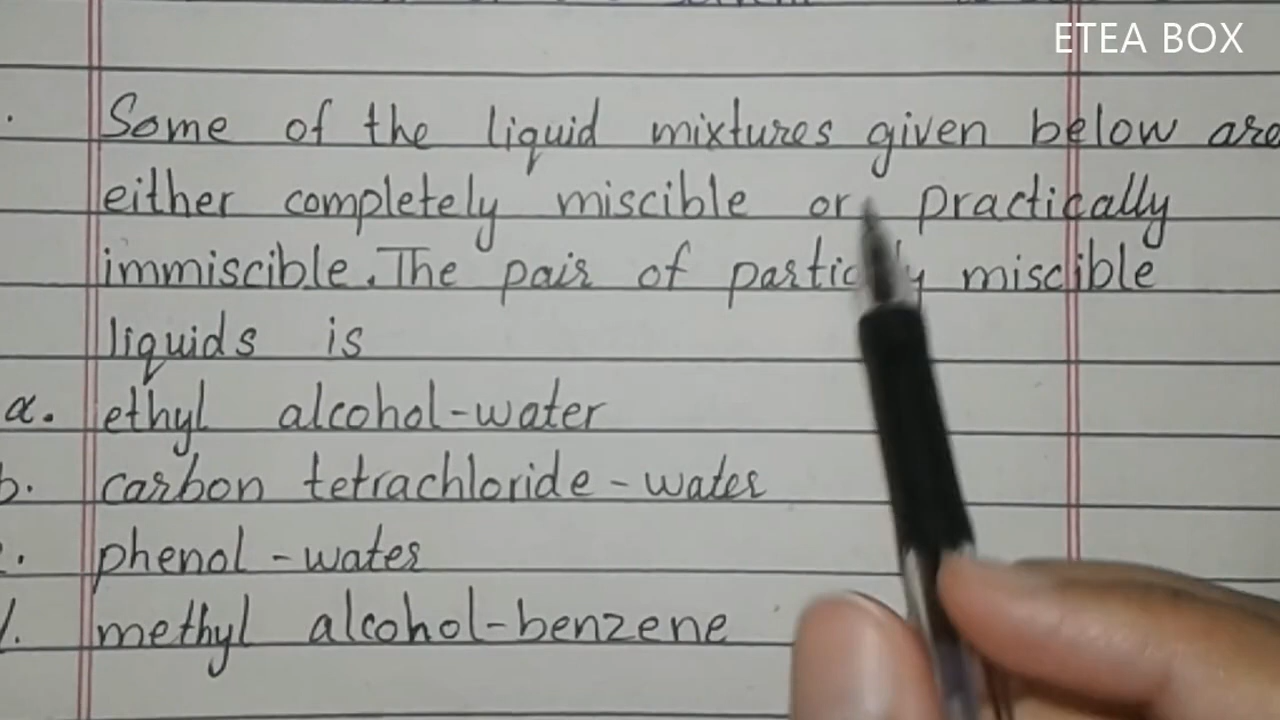 ETEA BOX
Some of the liquid mixtures given below are
either completely miscible or practically
immiscible. The pair of partially miscible
liquids is
a. ethyl alcohol-water
b. carbon tetrachloride-water
c. phenol-water
d. methyl alcohol-benzene